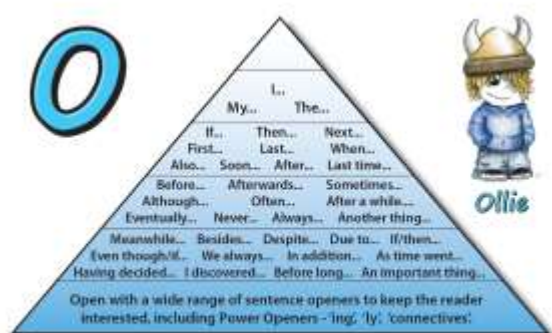 O
I...
My... The...
If... Then... Next...
First... Last... When...
Also... Soon... After... Last time...
Before... Afterwards... Sometimes...
Although... Often... After a while...
Eventually... Never... Always... Another thing...
Meanwhile... Besides... Despite... Due to... If/then...
Even though/if... We always... In addition... As time went...
Having decided... I discovered... Before long... An important thing...
Open with a wide range of sentence openers to keep the reader
interested, including Power Openers - 'ing', 'ly', 'connectives'.
Ollie